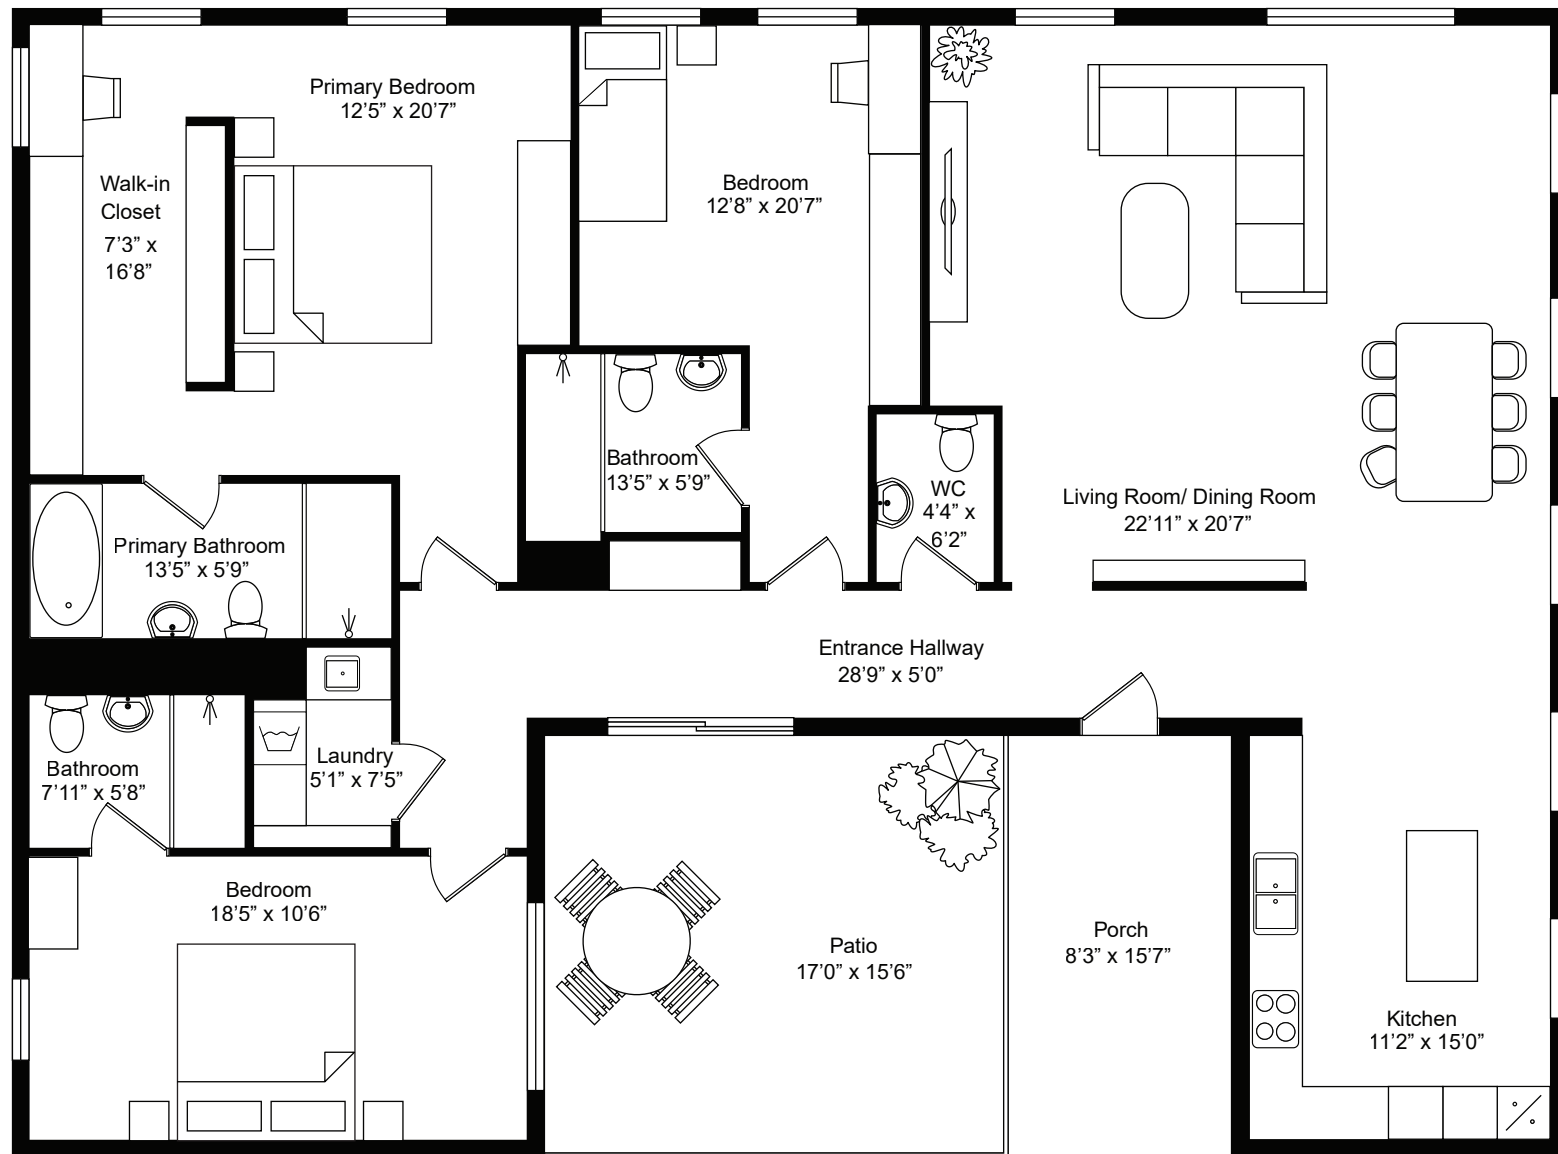 Primary Bedroom
12’5” x 20’7”
Walk-in
Closet
7’3” x
16’8”
Bedroom
12’8” x 20’7”
Bathroom
13’5” x 5’9”
WC
4’4” x
6’2”
Living Room/ Dining Room
22’11” x 20’7”
Primary Bathroom
13’5” x 5’9”
Entrance Hallway
28’9” x 5’0”
Bathroom
7’11” x 5’8”
Laundry
5’1” x 7’5”
Bedroom
18’5” x 10’6”
Patio
17’0” x 15’6”
Porch
8’3” x 15’7”
Kitchen
11’2” x 15’0”